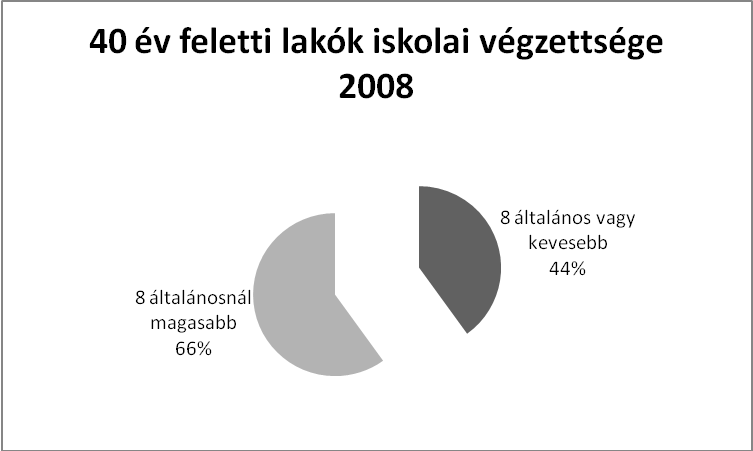 40 év feletti lakók iskolai végzettsége
2008
8 általános vagy
kevesebb
44%
8 általánosnál
magasabb
66%